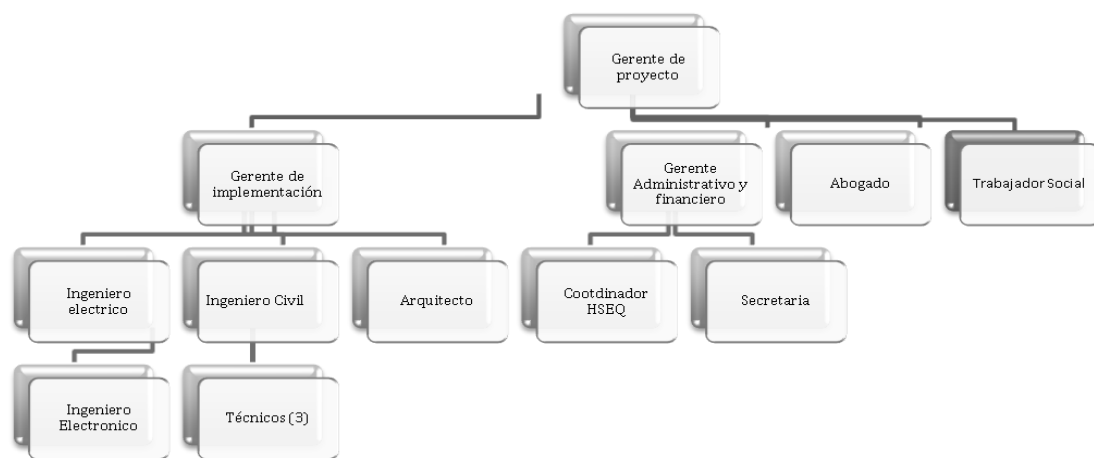 Gerente de
proyecto
Gerente de
implementación
Gerente
Administrativo y
financiero
Abogado
Trabajador Social
Ingeniero
electrico
Ingeniero Civil
Arquitecto
Cootdinador
HSEQ
Secretaria
Ingeniero
Electronico
Técnicos (3)